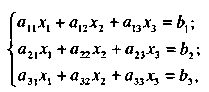 a₁₁x₁ + a₁₂x₂ + a₁₃x₃ = b₁;
a₂₁x₁ + a₂₂x₂ + a₂₃x₃ = b₂;
a₃₁x₁ + a₃₂x₂ + a₃₃x₃ = b₃,